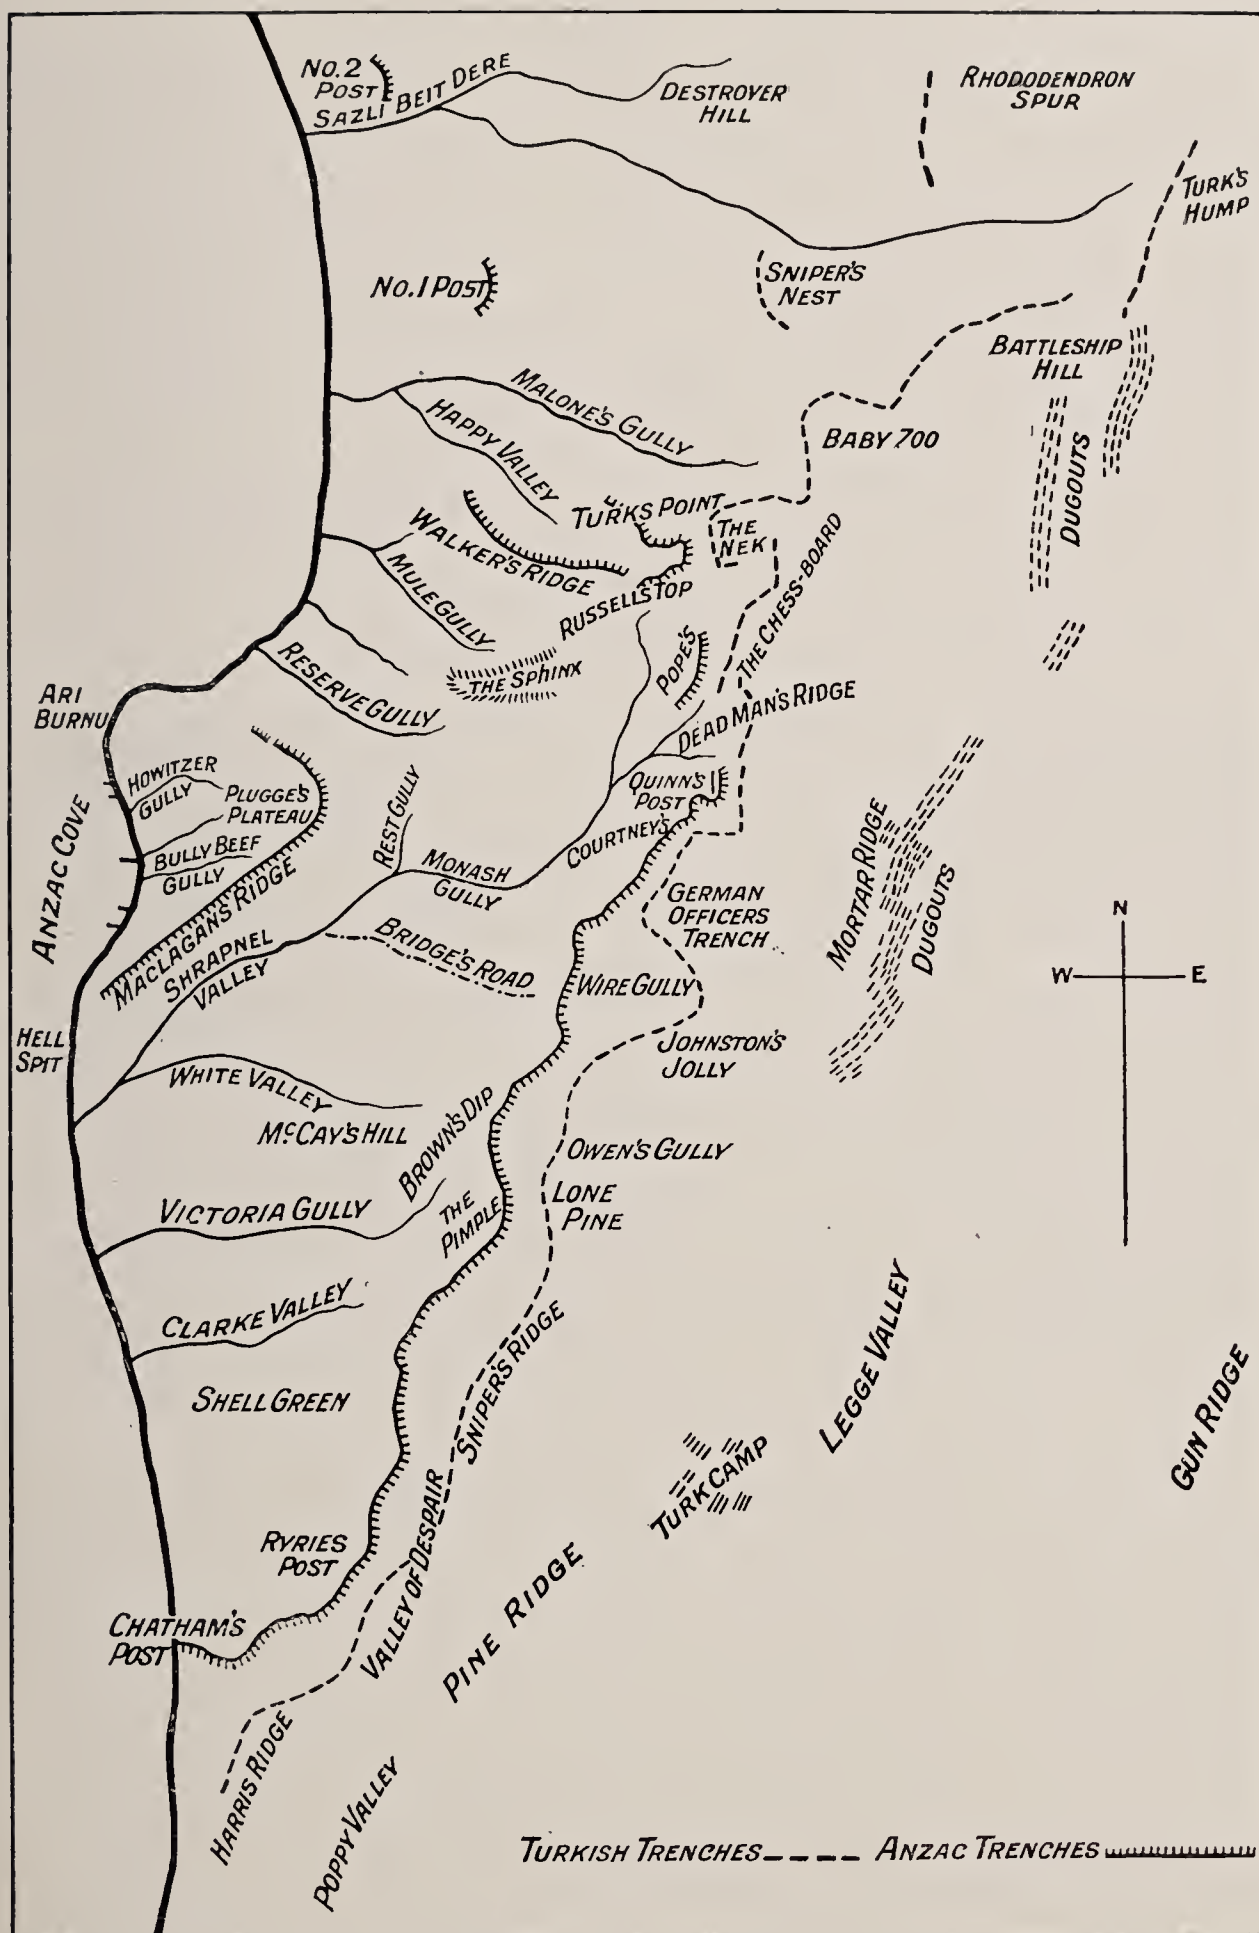 No. 2
POST
SAZLI BEIT DERE
DESTROYER
HILL
RHODODENDRON
SPUR
TURK'S
HUMP
No. 1 POST
SNIPER'S
NEST
BATTLESHIP
HILL
MALONE'S GULLY
HAPPY VALLEY
BABY 700
DUGOUTS
TURKS POINT
THE
NEK
WALKER'S RIDGE
MULE GULLY
RUSSELLS TOP
THE CHESS-BOARD
RESERVE GULLY
THE SPHINX
POPE'S
DEAD MAN'S RIDGE
ARI
BURNU
HOWITZER
GULLY
PLUGGE'S
PLATEAU
BULLY BEEF
GULLY
ANZAC COVE
MACLAGAN'S RIDGE
REST GULLY
MONASH
GULLY
QUINN'S
POST
COURTNEY'S
MORTAR RIDGE
DUGOUTS
GERMAN
OFFICERS
TRENCH
SHRAPNEL
VALLEY
BRIDGE'S ROAD
WIRE GULLY
N
W
E
HELL
SPIT
JOHNSTON'S
JOLLY
WHITE VALLEY
McCAY'S HILL
BROWN'S DIP
OWEN'S GULLY
LONE
PINE
VICTORIA GULLY
THE
PIMPLE
CLARKE VALLEY
SNIPER'S RIDGE
LEGGE VALLEY
GUN RIDGE
SHELL GREEN
TURK CAMP
RYRIES
POST
VALLEY OF DESPAIR
PINE RIDGE
CHATHAM'S
POST
HARRIS RIDGE
POPPY VALLEY
TURKISH TRENCHES
ANZAC TRENCHES